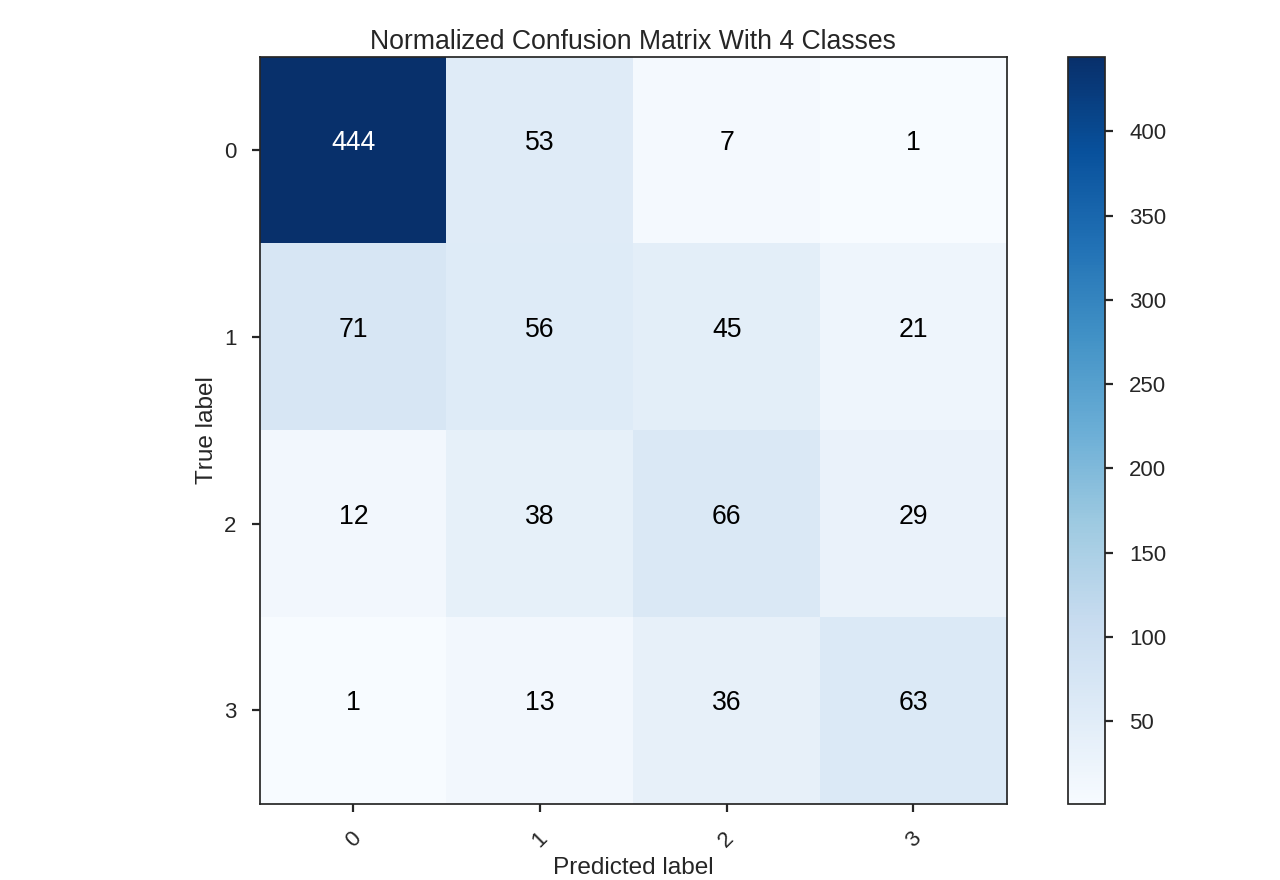 Normalized Confusion Matrix With 4 Classes
0 444 53 7 1
1 71 56 45 21
2 12 38 66 29
3 1 13 36 63
0 1 2 3
True label
Predicted label
400
350
300
250
200
150
100
50